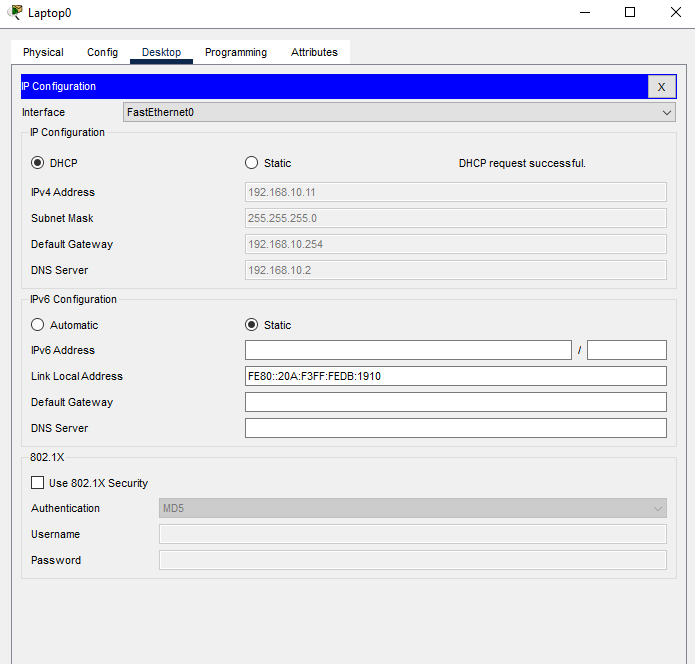 Laptop0
Physical Config Desktop Programming Attributes
IP Configuration X
Interface FastEthernet0
IP Configuration
DHCP Static DHCP request successful.
IPv4 Address 192.168.10.11
Subnet Mask 255.255.255.0
Default Gateway 192.168.10.254
DNS Server 192.168.10.2
IPv6 Configuration
Automatic Static
IPv6 Address /
Link Local Address FE80::20A:F3FF:FEDB:1910
Default Gateway
DNS Server
802.1X
Use 802.1X Security
Authentication MD5
Username
Password